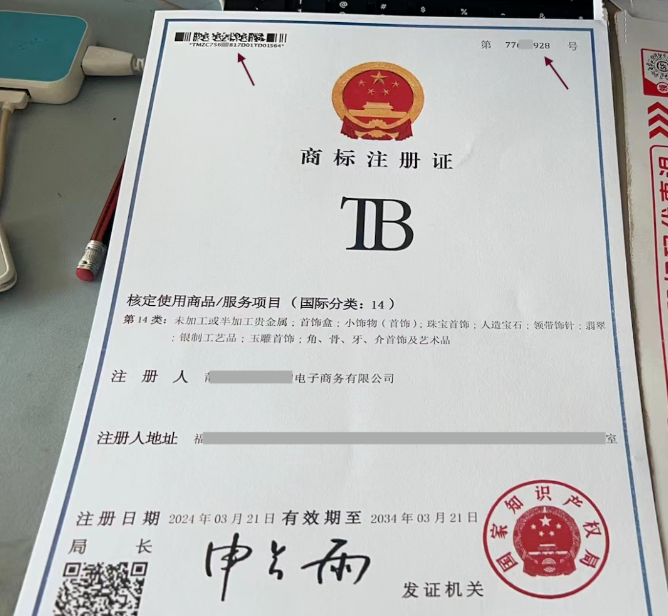 第 77 928 号
商标注册证
TB
核定使用商品/服务项目（国际分类：14）
第14类：未加工或半加工贵金属；首饰盒；小饰物（首饰）；珠宝首饰；人造宝石；领带饰针；翡翠
；银制工艺品；玉雕首饰；角、骨、牙、介首饰及艺术品
注册人 电子商务有限公司
注册人地址 福 室
注册日期 2024年03月21日 有效期至 2034年03月21日
局长 申长雨
发证机关
国家知识产权局